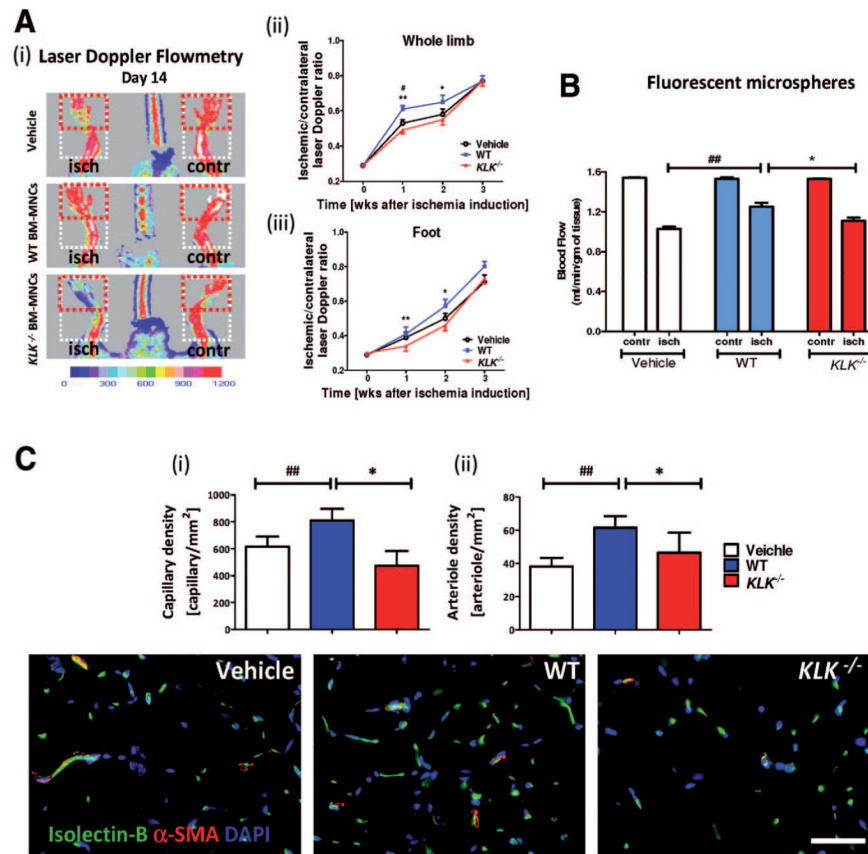 A
(i) Laser Doppler Flowmetry
Day 14
Vehicle
isch
contr
WT BM-MNCs
isch
contr
KLK-/- BM-MNCs
isch
contr
0 300 600 900 1200
(ii)
Whole limb
Ischemic/contralateral
laser Doppler ratio
1.0
0.8
0.6
0.4
0.2
#
**
*
Vehicle
WT
KLK-/-
0 1 2 3
Time [wks after ischemia induction]
(iii)
Foot
Ischemic/contralateral
laser Doppler ratio
1.0
0.8
0.6
0.4
0.2
**
*
Vehicle
WT
KLK-/-
0 1 2 3
Time [wks after ischemia induction]
B
Fluorescent microspheres
## *
Blood Flow
(ml/min/gm of tissue)
1.6
1.2
0.8
0.4
0.0
contr isch contr isch contr isch
Vehicle WT KLK-/-
C
(i)
## *
Capillary density
[capillary/mm2]
1000
800
600
400
200
0
(ii)
## *
Arteriole density
[arteriole/mm2]
80
60
40
20
0
Veichle
WT
KLK-/-
Vehicle
WT
KLK -/-
Isolectin-B α-SMA DAPI